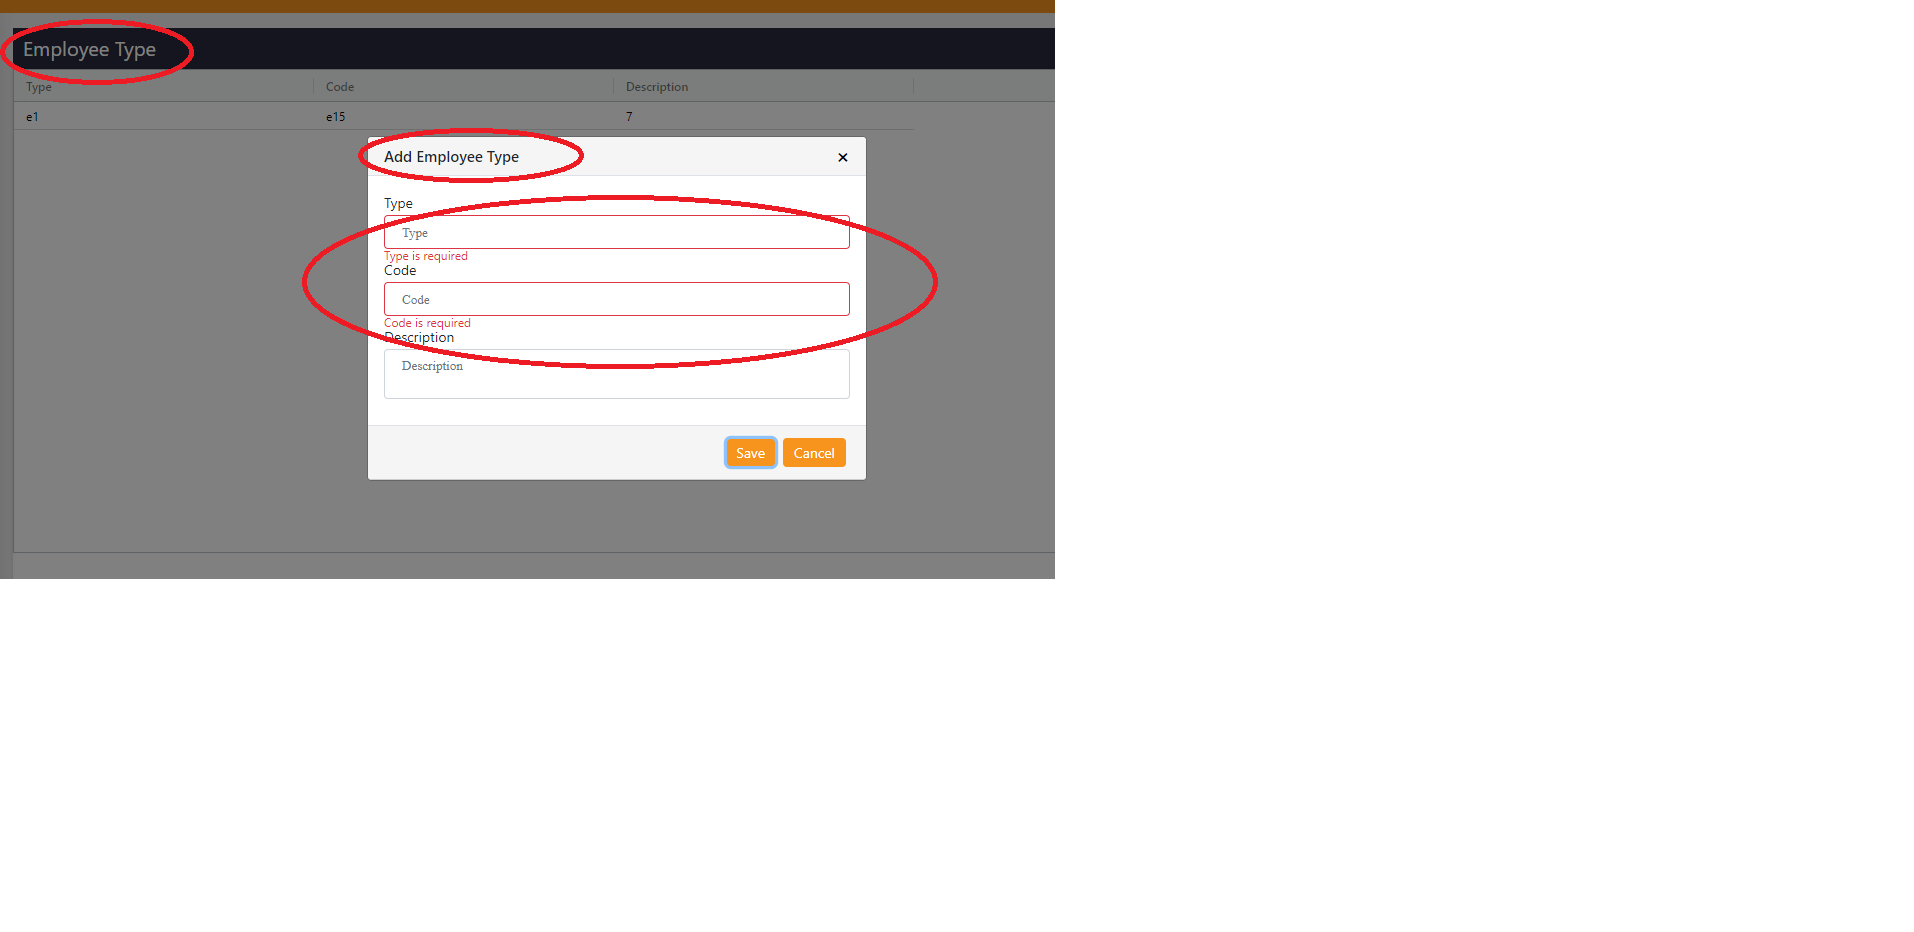 Employee Type
Type Code Description
e1 e15 7
Add Employee Type ×
Type
Type
Type is required
Code
Code
Code is required
Description
Description
Save Cancel